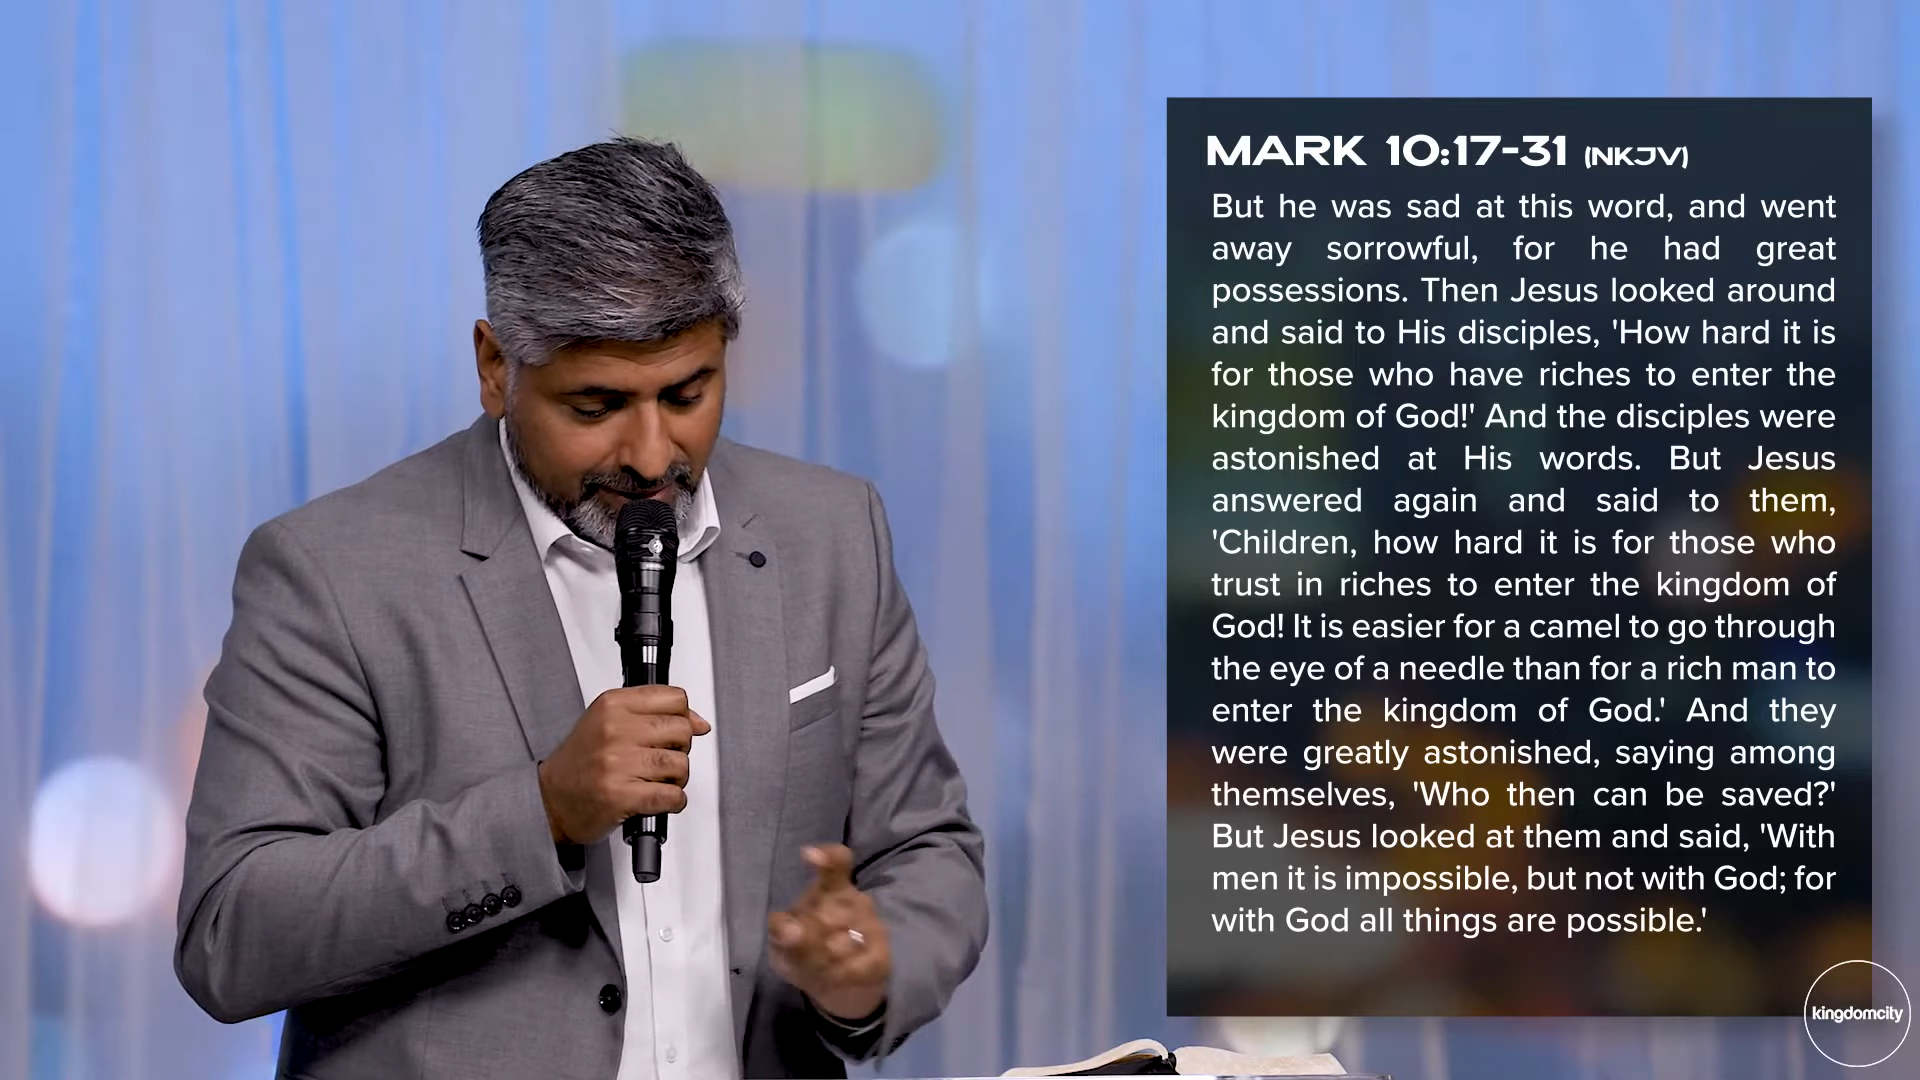 MARK 10:17-31 (NKJV)
But he was sad at this word, and went
away sorrowful, for he had great
possessions. Then Jesus looked around
and said to His disciples, 'How hard it is
for those who have riches to enter the
kingdom of God!' And the disciples were
astonished at His words. But Jesus
answered again and said to them,
'Children, how hard it is for those who
trust in riches to enter the kingdom of
God! It is easier for a camel to go through
the eye of a needle than for a rich man to
enter the kingdom of God.' And they
were greatly astonished, saying among
themselves, 'Who then can be saved?'
But Jesus looked at them and said, 'With
men it is impossible, but not with God; for
with God all things are possible.'
kingdomcity